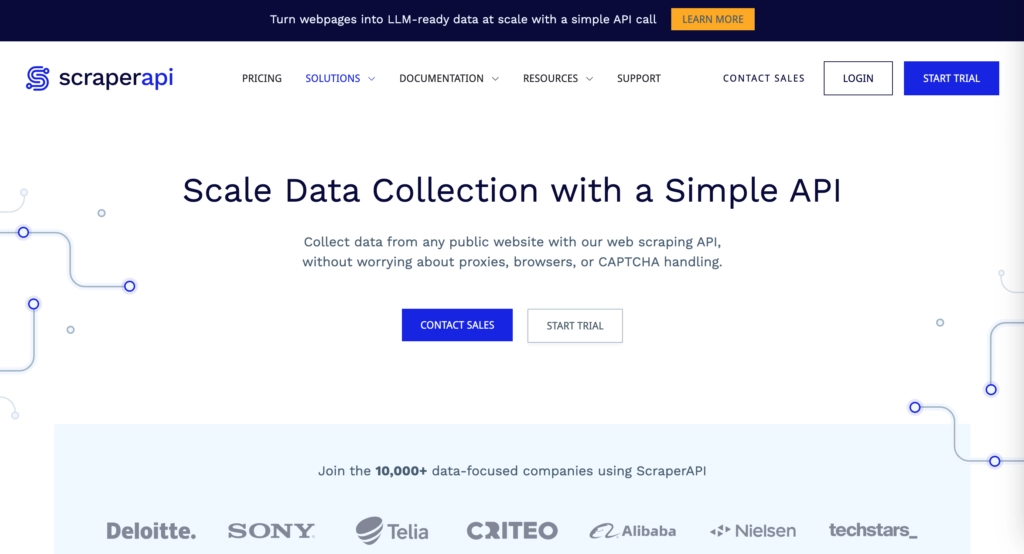 Turn webpages into LLM-ready data at scale with a simple API call LEARN MORE
scraperapi PRICING SOLUTIONS DOCUMENTATION RESOURCES SUPPORT CONTACT SALES LOGIN START TRIAL
Scale Data Collection with a Simple API
Collect data from any public website with our web scraping API,
without worrying about proxies, browsers, or CAPTCHA handling.
CONTACT SALES START TRIAL
Join the 10,000+ data-focused companies using ScraperAPI
Deloitte. SONY Telia CRITEO Alibaba Nielsen techstars_